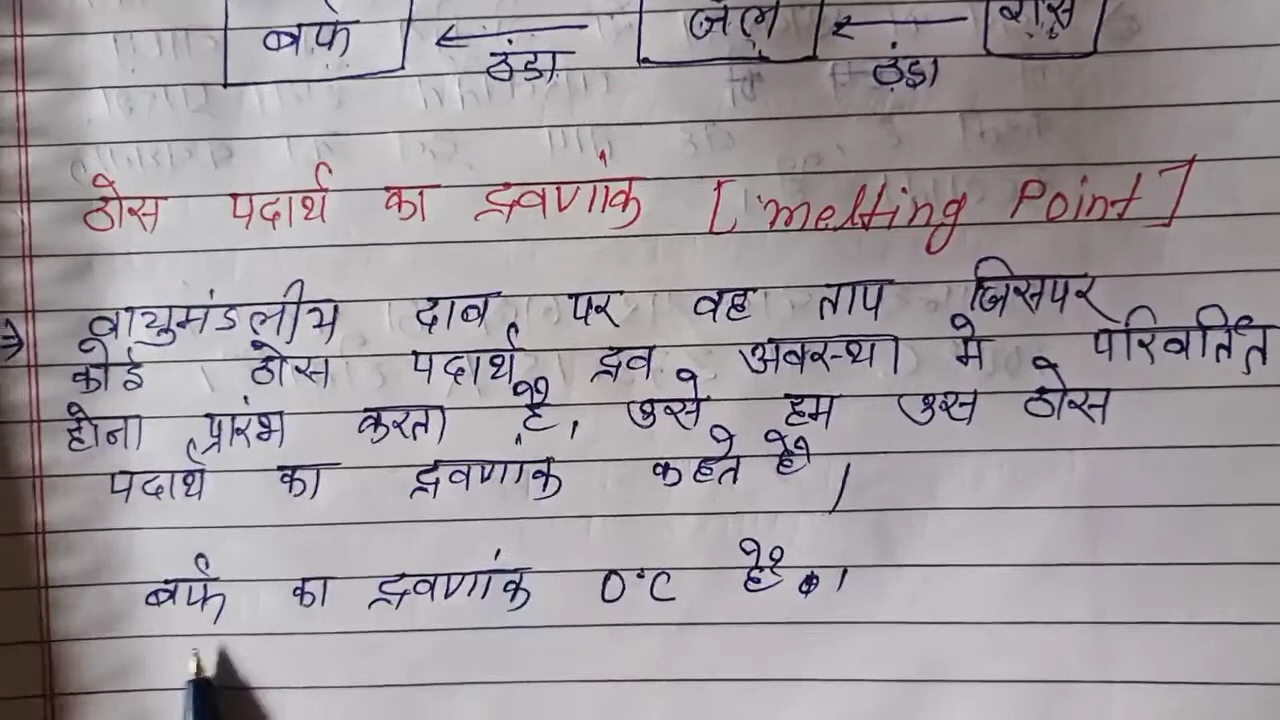 बर्फ ← जल ← गैस
ठंडा ठंडा
ठोस पदार्थ का द्रवणांक [melting Point]
⇒ वायुमंडलीय दाव पर वह ताप जिसपर
कोई ठोस पदार्थ द्रव अवस्था मे परिवर्तित
होना प्रारंभ करता है, उसे हम उस ठोस
पदार्थ का द्रवणांक कहते है।
बर्फ का द्रवणांक 0°C है।